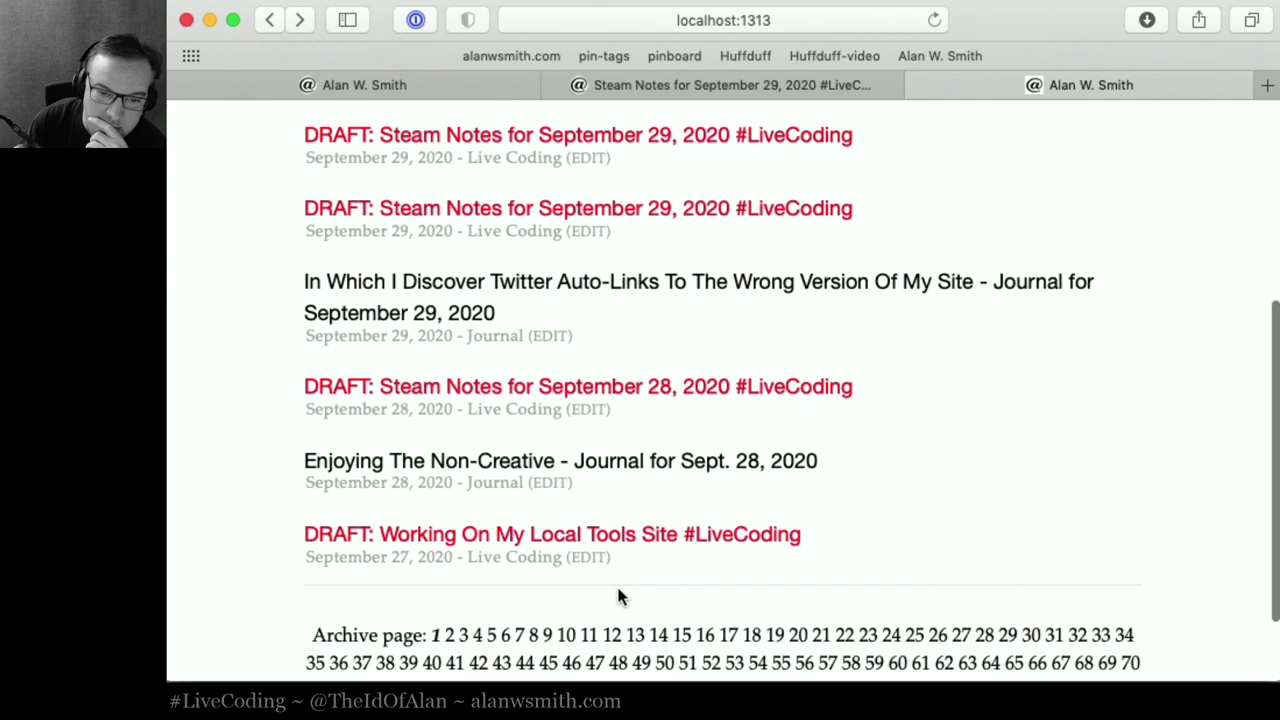 localhost:1313
alanwsmith.com pin-tags pinboard Huffduff Huffduff-video Alan W. Smith
@ Alan W. Smith @ Steam Notes for September 29, 2020 #LiveC... @ Alan W. Smith
DRAFT: Steam Notes for September 29, 2020 #LiveCoding
September 29, 2020 - Live Coding (EDIT)
DRAFT: Steam Notes for September 29, 2020 #LiveCoding
September 29, 2020 - Live Coding (EDIT)
In Which I Discover Twitter Auto-Links To The Wrong Version Of My Site - Journal for
September 29, 2020
September 29, 2020 - Journal (EDIT)
DRAFT: Steam Notes for September 28, 2020 #LiveCoding
September 28, 2020 - Live Coding (EDIT)
Enjoying The Non-Creative - Journal for Sept. 28, 2020
September 28, 2020 - Journal (EDIT)
DRAFT: Working On My Local Tools Site #LiveCoding
September 27, 2020 - Live Coding (EDIT)
Archive page: 1 2 3 4 5 6 7 8 9 10 11 12 13 14 15 16 17 18 19 20 21 22 23 24 25 26 27 28 29 30 31 32 33 34
35 36 37 38 39 40 41 42 43 44 45 46 47 48 49 50 51 52 53 54 55 56 57 58 59 60 61 62 63 64 65 66 67 68 69 70
#LiveCoding ~ @TheIdOfAlan ~ alanwsmith.com